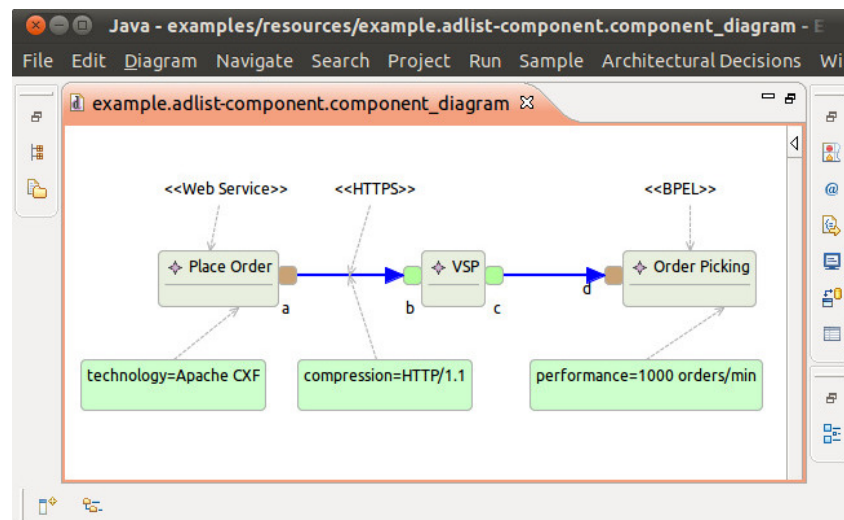 Java - examples/resources/example.adlist-component.component_diagram - E
File Edit Diagram Navigate Search Project Run Sample Architectural Decisions Wi
example.adlist-component.component_diagram
<<Web Service>> <<HTTPS>> <<BPEL>>
Place Order VSP Order Picking
a b c d
technology=Apache CXF compression=HTTP/1.1 performance=1000 orders/min